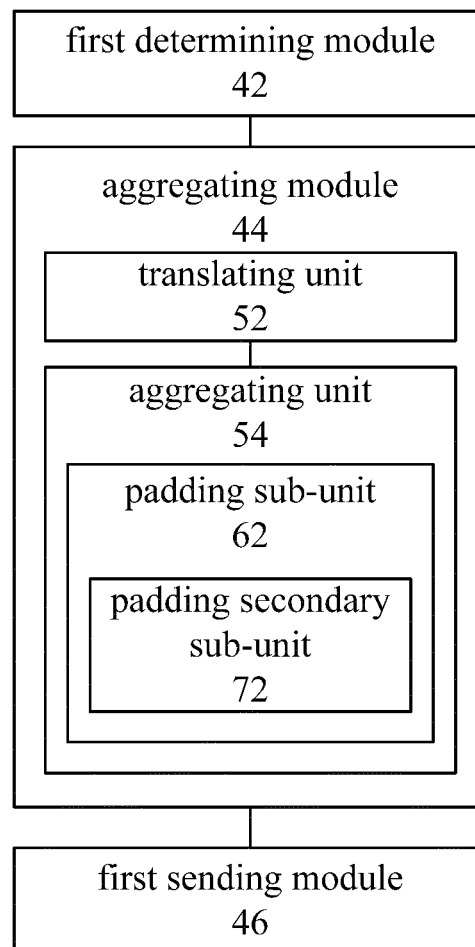 first determining module
42
aggregating module
44
translating unit
52
aggregating unit
54
padding sub-unit
62
padding secondary
sub-unit
72
first sending module
46